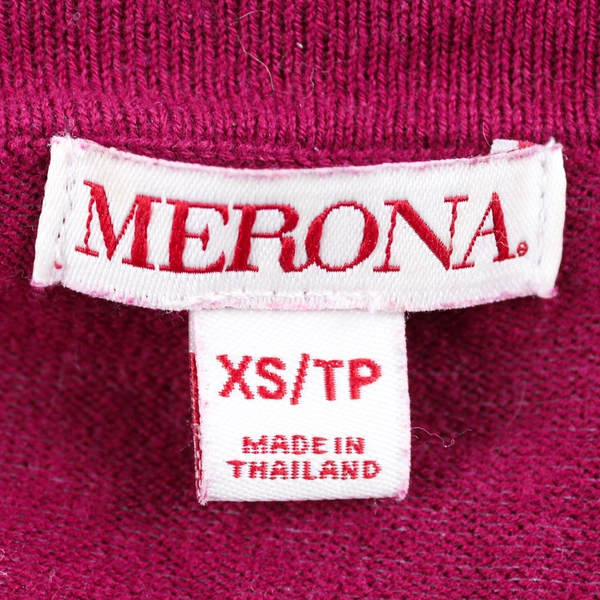 MERONA®
XS/TP
MADE IN
THAILAND